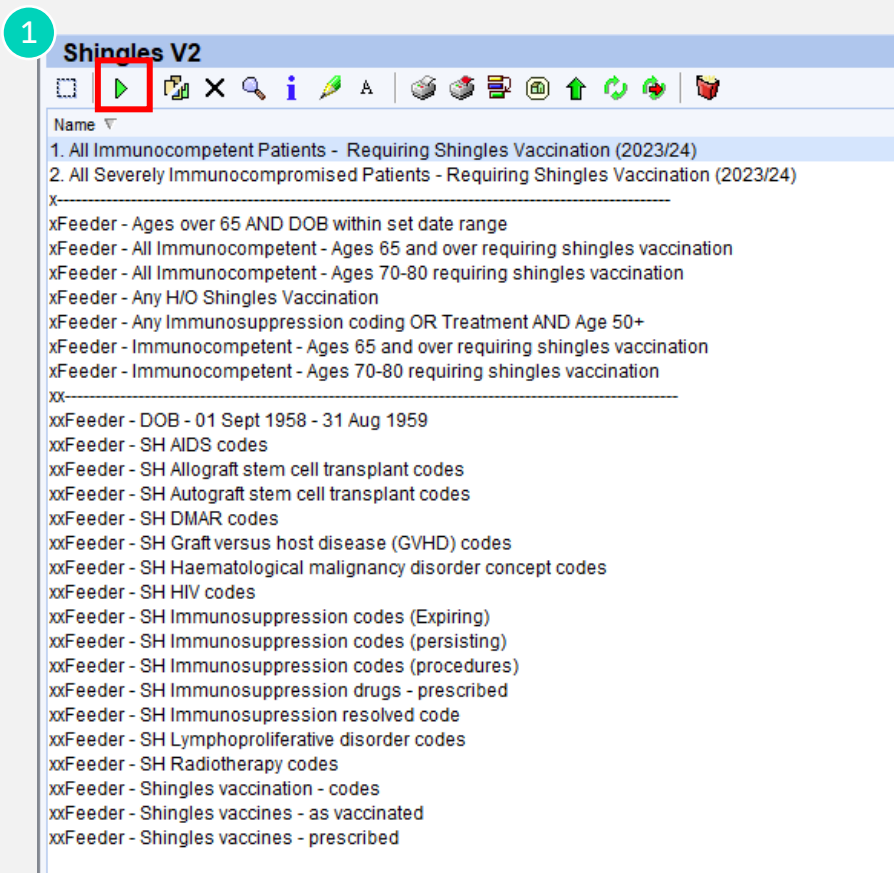 1
Shingles V2
A
Name
1. All Immunocompetent Patients - Requiring Shingles Vaccination (2023/24)
2. All Severely Immunocompromised Patients - Requiring Shingles Vaccination (2023/24)
x----------------------------------------------------------------------------------------------------
xFeeder - Ages over 65 AND DOB within set date range
xFeeder - All Immunocompetent - Ages 65 and over requiring shingles vaccination
xFeeder - All Immunocompetent - Ages 70-80 requiring shingles vaccination
xFeeder - Any H/O Shingles Vaccination
xFeeder - Any Immunosuppression coding OR Treatment AND Age 50+
xFeeder - Immunocompetent - Ages 65 and over requiring shingles vaccination
xFeeder - Immunocompetent - Ages 70-80 requiring shingles vaccination
xx----------------------------------------------------------------------------------------------------
xxFeeder - DOB - 01 Sept 1958 - 31 Aug 1959
xxFeeder - SH AIDS codes
xxFeeder - SH Allograft stem cell transplant codes
xxFeeder - SH Autograft stem cell transplant codes
xxFeeder - SH DMAR codes
xxFeeder - SH Graft versus host disease (GVHD) codes
xxFeeder - SH Haematological malignancy disorder concept codes
xxFeeder - SH HIV codes
xxFeeder - SH Immunosuppression codes (Expiring)
xxFeeder - SH Immunosuppression codes (persisting)
xxFeeder - SH Immunosuppression codes (procedures)
xxFeeder - SH Immunosuppression drugs - prescribed
xxFeeder - SH Immunosupression resolved code
xxFeeder - SH Lymphoproliferative disorder codes
xxFeeder - SH Radiotherapy codes
xxFeeder - Shingles vaccination - codes
xxFeeder - Shingles vaccines - as vaccinated
xxFeeder - Shingles vaccines - prescribed